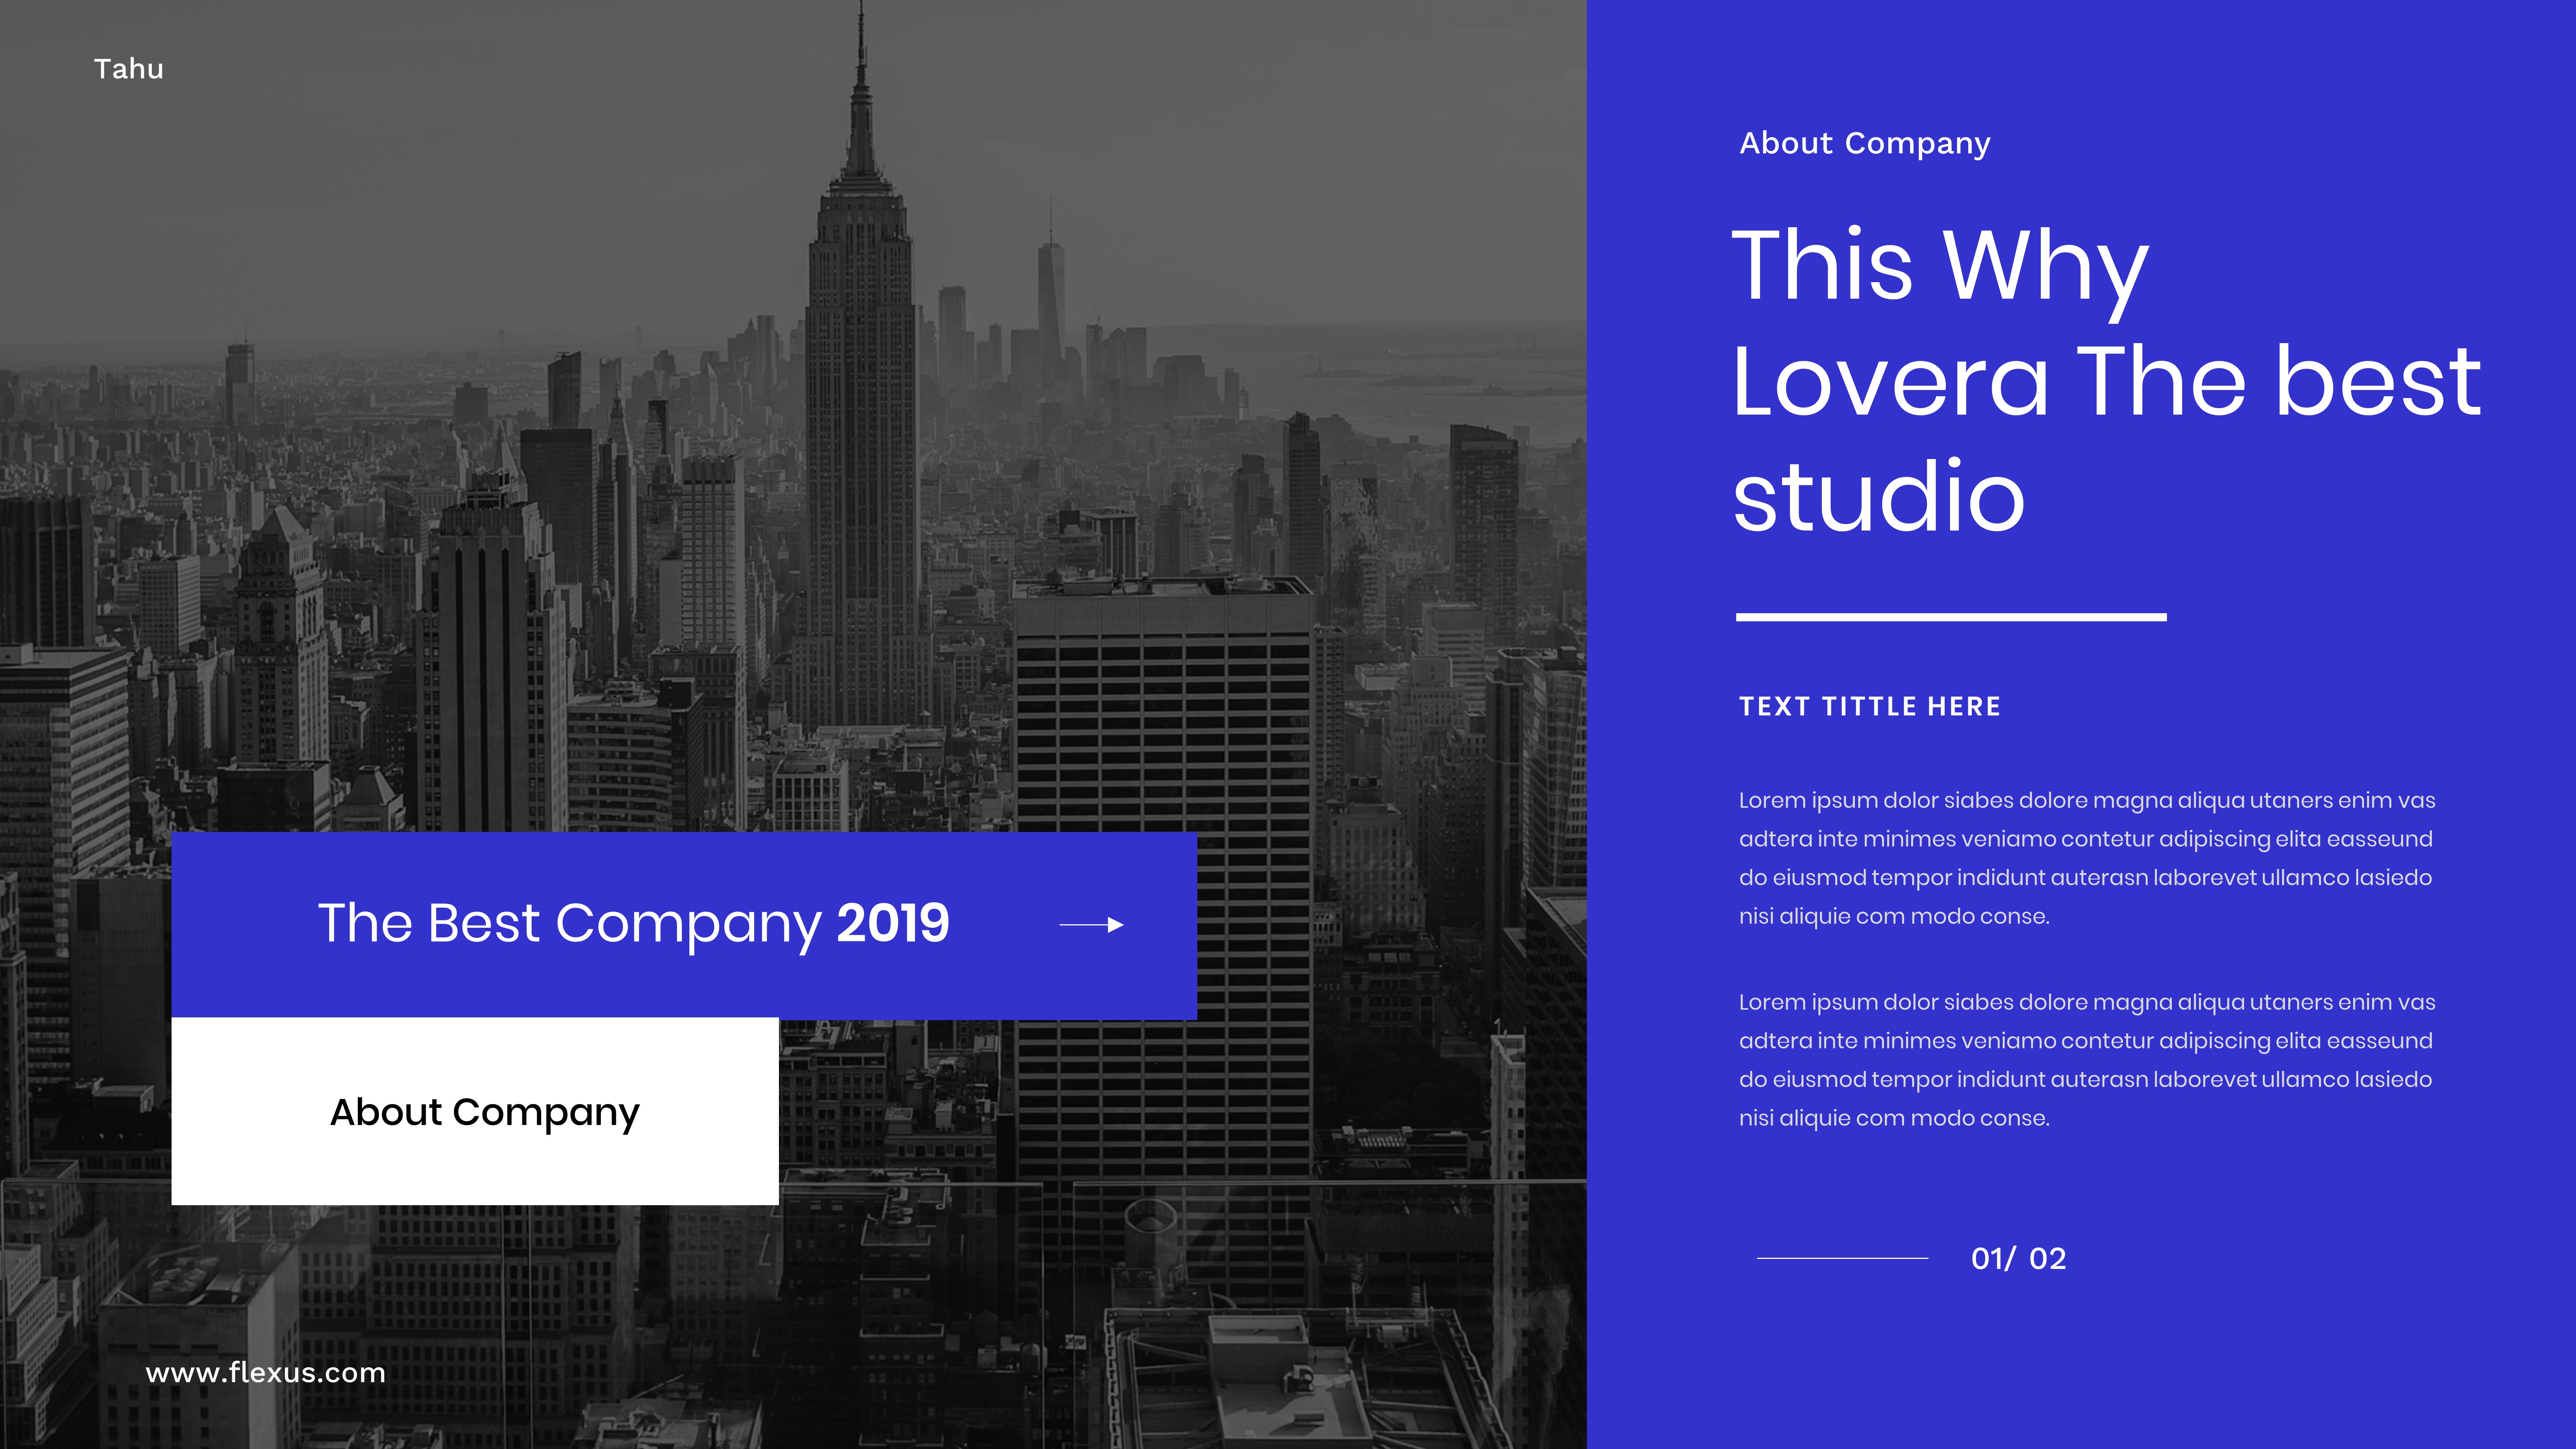 Tahu
The Best Company 2019
About Company
www.flexus.com
About Company
This Why
Lovera The best
studio
TEXT TITTLE HERE
Lorem ipsum dolor siabes dolore magna aliqua utaners enim vas
adtera inte minimes veniamo contetur adipiscing elita easseund
do eiusmod tempor indidunt auterasn laborevet ullamco lasiedo
nisi aliquie com modo conse.
Lorem ipsum dolor siabes dolore magna aliqua utaners enim vas
adtera inte minimes veniamo contetur adipiscing elita easseund
do eiusmod tempor indidunt auterasn laborevet ullamco lasiedo
nisi aliquie com modo conse.
01/ 02